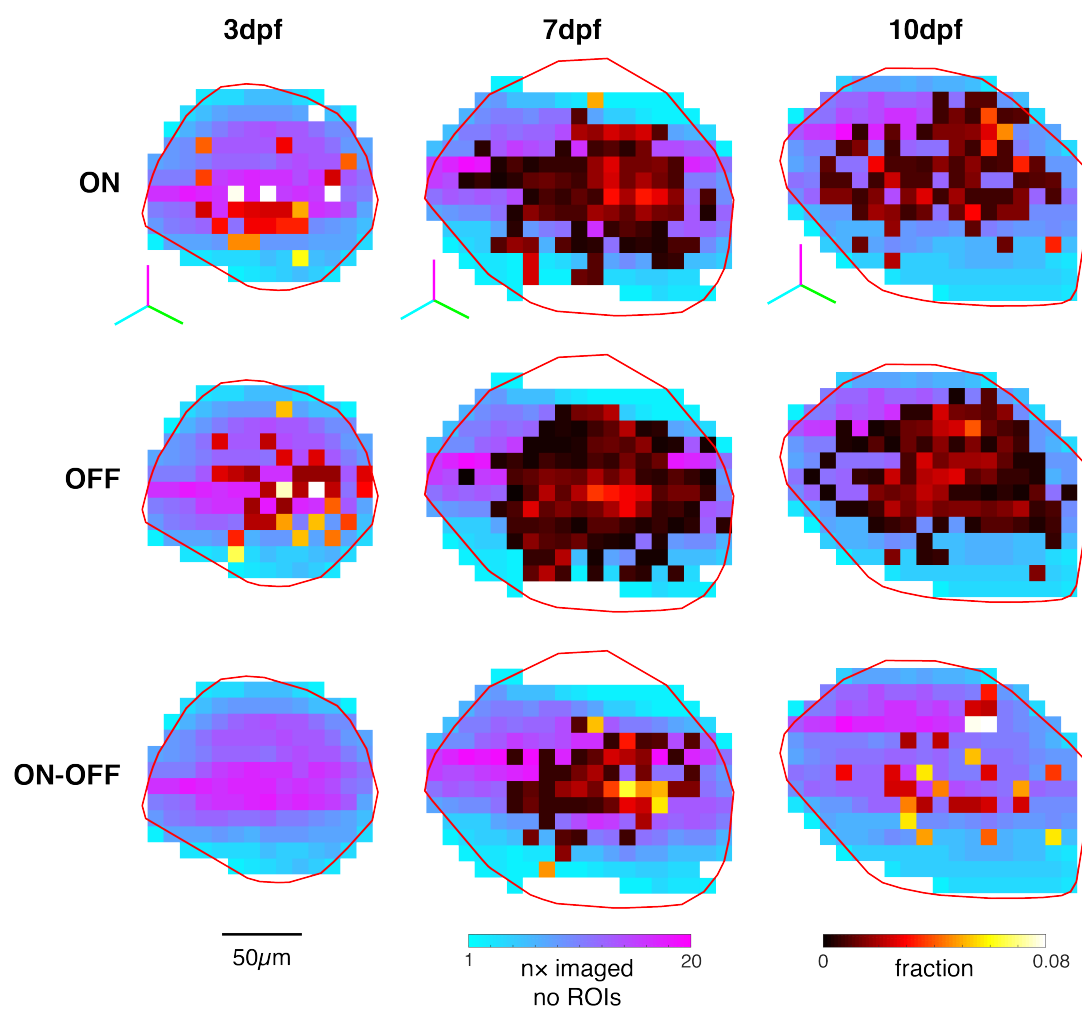 3dpf 7dpf 10dpf
ON
OFF
ON-OFF
50µm
1 20
n× imaged
no ROIs
0 0.08
fraction